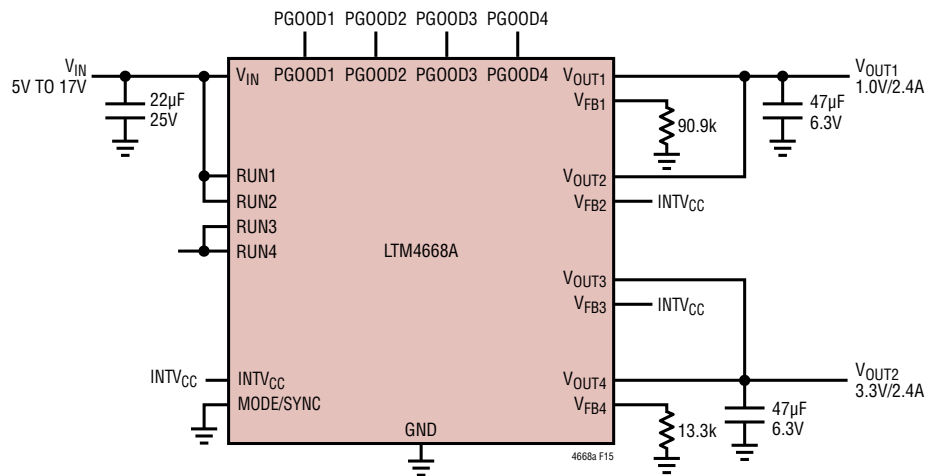 PGOOD1 PGOOD2 PGOOD3 PGOOD4
VIN
5V TO 17V
22µF
25V
VIN
PGOOD1 PGOOD2 PGOOD3 PGOOD4
VOUT1
VFB1
90.9k
47µF
6.3V
VOUT1
1.0V/2.4A
RUN1
RUN2
RUN3
RUN4
VOUT2
VFB2
INTVCC
LTM4668A
VOUT3
VFB3
INTVCC
INTVCC
INTVCC
MODE/SYNC
GND
VOUT4
VFB4
13.3k
47µF
6.3V
VOUT2
3.3V/2.4A
4668a F15